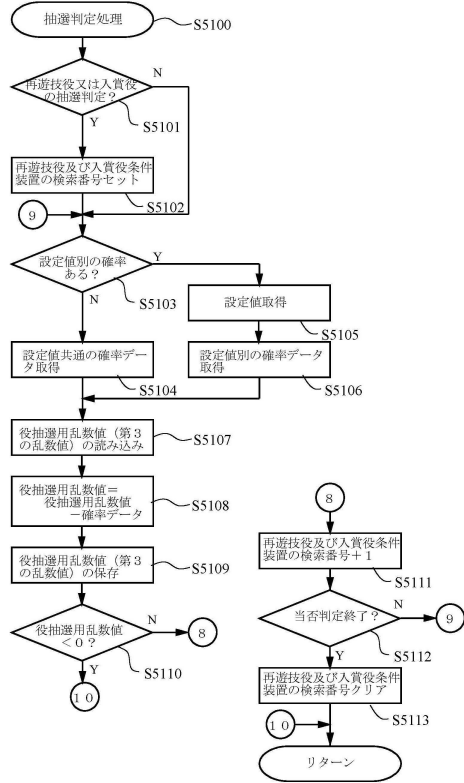 抽選判定処理
S5100
再遊技役又は入賞役
の抽選判定？
N
Y
S5101
再遊技役及び入賞役条件
装置の検索番号セット
S5102
9
設定値別の確率
ある？
Y
N
S5103
設定値取得
S5105
設定値共通の確率デー
タ取得
S5104
設定値別の確率データ
取得
S5106
役抽選用乱数値（第３
の乱数値）の読み込み
S5107
役抽選用乱数値＝
役抽選用乱数値
－確率データ
S5108
役抽選用乱数値（第３
の乱数値）の保存
S5109
役抽選用乱数値
＜０？
N
8
Y
S5110
10
8
再遊技役及び入賞役条件
装置の検索番号＋１
S5111
当否判定終了？
N
9
Y
S5112
再遊技役及び入賞役条件
装置の検索番号クリア
S5113
10
リターン